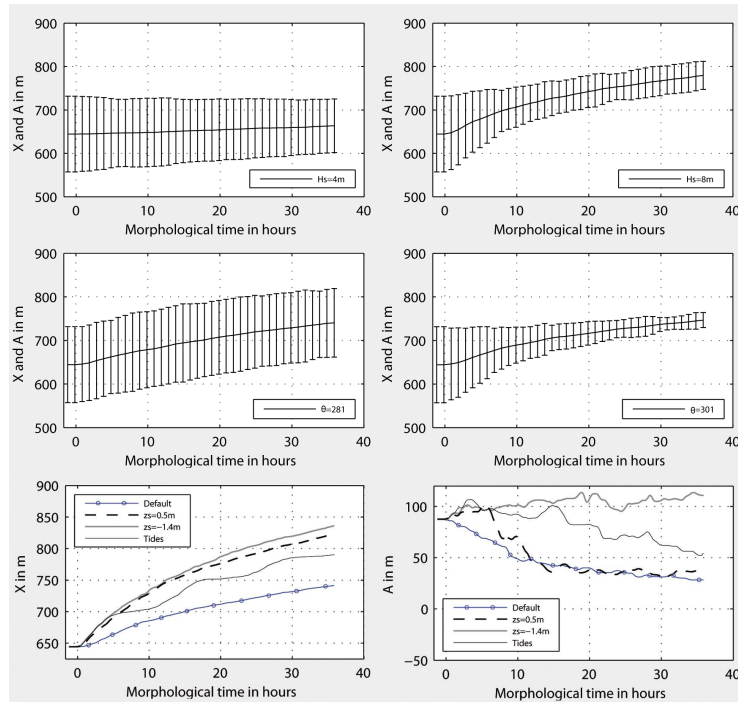 900
800
700
600
500
X and A in m
0
10
20
30
40
Morphological time in hours
Hs=4m
900
800
700
600
500
X and A in m
0
10
20
30
40
Morphological time in hours
Hs=8m
900
800
700
600
500
X and A in m
0
10
20
30
40
Morphological time in hours
θ=281
900
800
700
600
500
X and A in m
0
10
20
30
40
Morphological time in hours
θ=301
900
850
800
750
700
650
X in m
Default
zs=0.5m
zs=−1.4m
Tides
0
10
20
30
40
Morphological time in hours
100
50
0
−50
A in m
Default
zs=0.5m
zs=−1.4m
Tides
0
10
20
30
40
Morphological time in hours